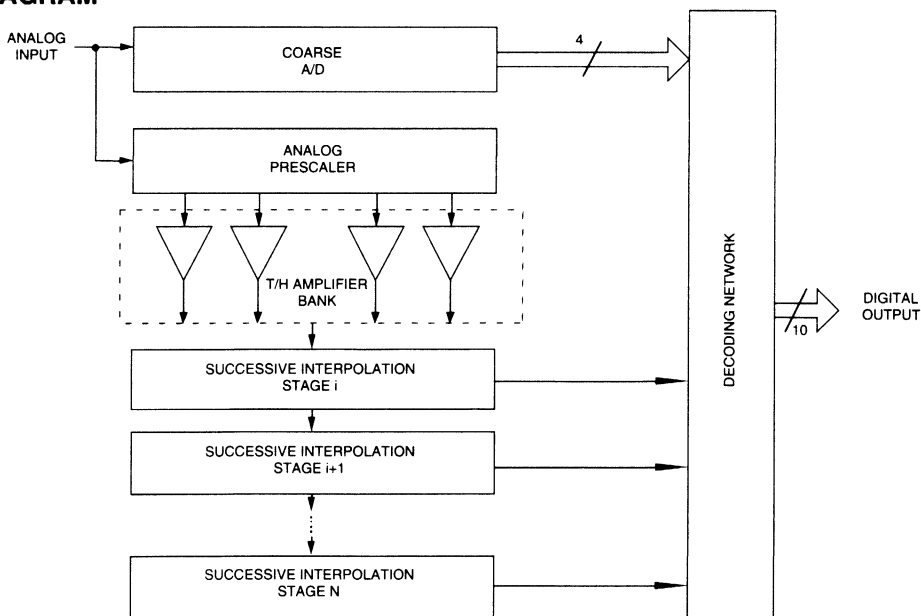 ANALOG
INPUT
COARSE
A/D
4
ANALOG
PRESCALER
T/H AMPLIFIER
BANK
SUCCESSIVE INTERPOLATION
STAGE i
SUCCESSIVE INTERPOLATION
STAGE i+1
SUCCESSIVE INTERPOLATION
STAGE N
DECODING NETWORK
10
DIGITAL
OUTPUT